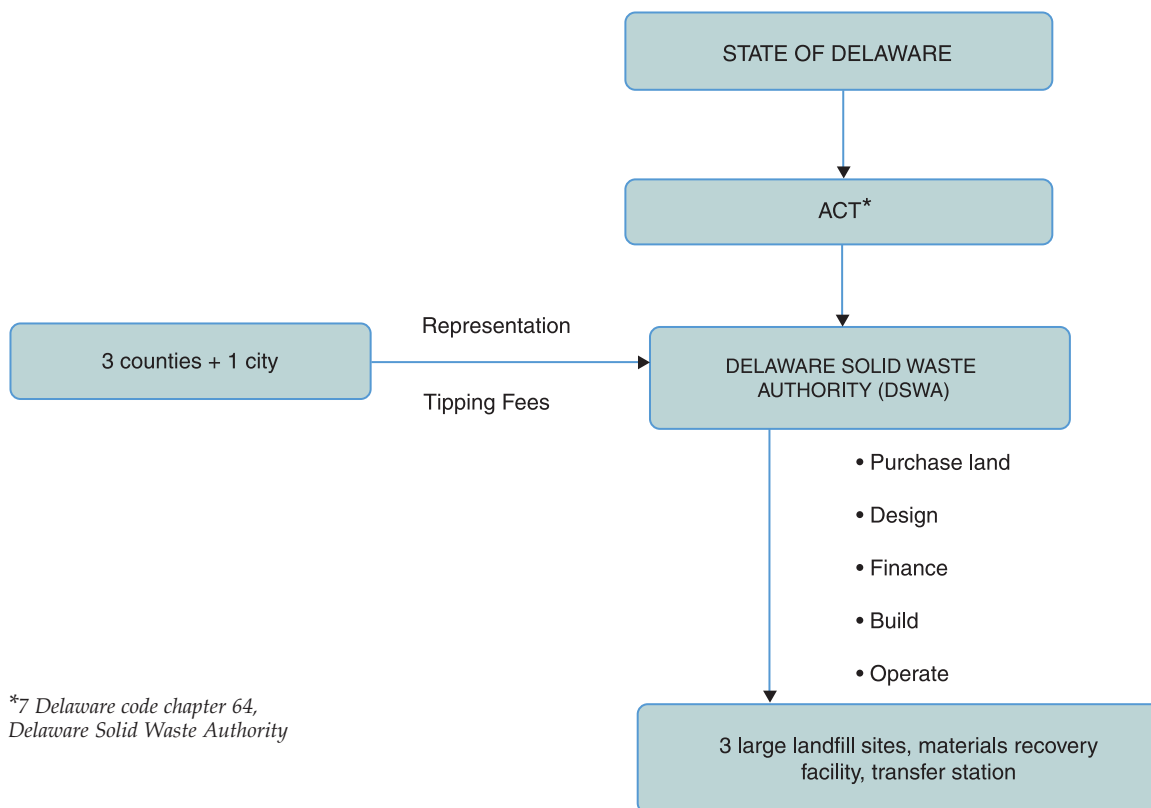 STATE OF DELAWARE
ACT*
Representation
3 counties + 1 city
Tipping Fees
DELAWARE SOLID WASTE
AUTHORITY (DSWA)
• Purchase land
• Design
• Finance
• Build
• Operate
*7 Delaware code chapter 64,
Delaware Solid Waste Authority
3 large landfill sites, materials recovery
facility, transfer station